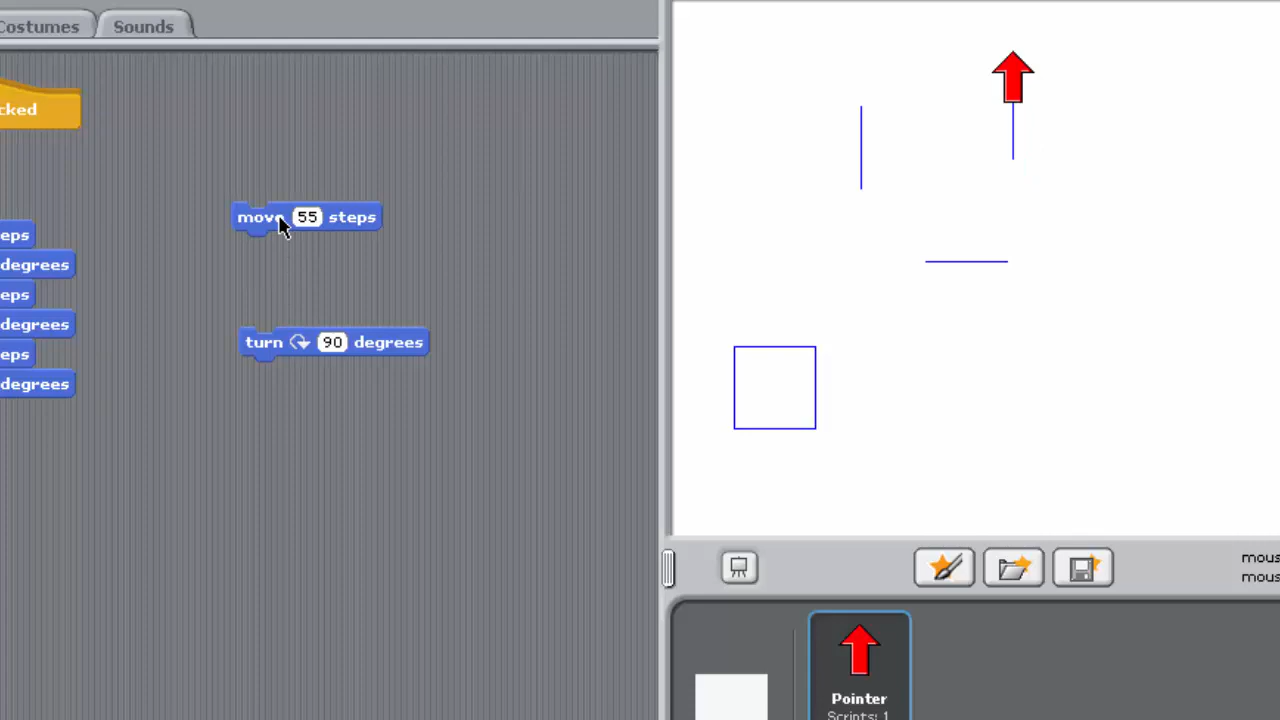 Costumes
Sounds
cked
eps
degrees
eps
degrees
eps
degrees
move 55 steps
turn 90 degrees
mous
mous
Pointer
Scripts: 1